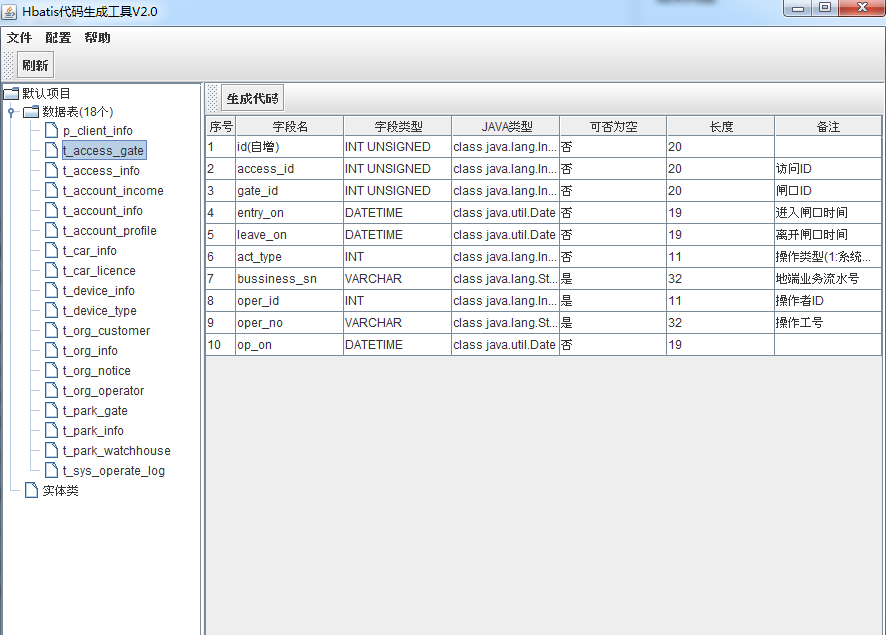 Hbatis代码生成工具V2.0
文件 配置 帮助
刷新
默认项目
数据表(18个)
p_client_info
t_access_gate
t_access_info
t_account_income
t_account_info
t_account_profile
t_car_info
t_car_licence
t_device_info
t_device_type
t_org_customer
t_org_info
t_org_notice
t_org_operator
t_park_gate
t_park_info
t_park_watchhouse
t_sys_operate_log
实体类
生成代码
序号 字段名 字段类型 JAVA类型 可否为空 长度 备注
1 id(自增) INT UNSIGNED class java.lang.In... 否 20
2 access_id INT UNSIGNED class java.lang.In... 否 20 访问ID
3 gate_id INT UNSIGNED class java.lang.In... 否 20 闸口ID
4 entry_on DATETIME class java.util.Date 否 19 进入闸口时间
5 leave_on DATETIME class java.util.Date 否 19 离开闸口时间
6 act_type INT class java.lang.In... 否 11 操作类型(1:系统...
7 bussiness_sn VARCHAR class java.lang.St... 是 32 地端业务流水号
8 oper_id INT class java.lang.In... 是 11 操作者ID
9 oper_no VARCHAR class java.lang.St... 是 32 操作工号
10 op_on DATETIME class java.util.Date 否 19